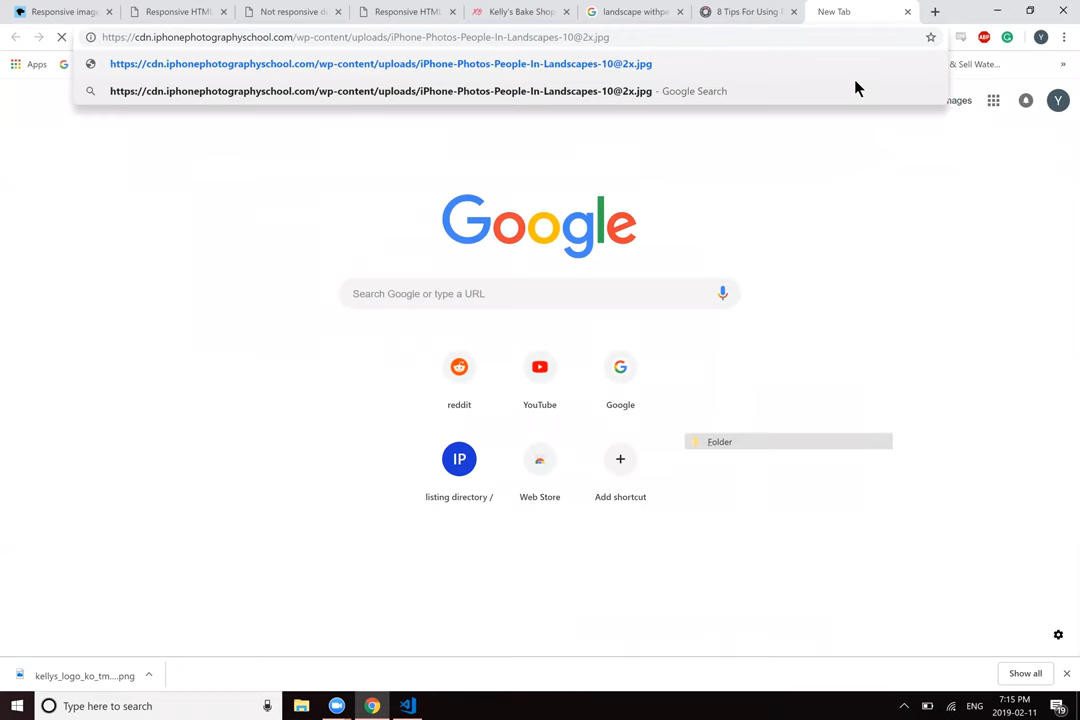 Responsive imag
Responsive HTML
Not responsive d
Responsive HTML
Kelly's Bake Shop
landscape withpe
8 Tips For Using
New Tab
https://cdn.iphonephotographyschool.com/wp-content/uploads/iPhone-Photos-People-In-Landscapes-10@2x.jpg
ABP
Y
Apps
& Sell Wate...
»
https://cdn.iphonephotographyschool.com/wp-content/uploads/iPhone-Photos-People-In-Landscapes-10@2x.jpg
https://cdn.iphonephotographyschool.com/wp-content/uploads/iPhone-Photos-People-In-Landscapes-10@2x.jpg - Google Search
mages
Y
Google
Search Google or type a URL
reddit
YouTube
Google
Folder
IP
listing directory /
Web Store
Add shortcut
kellys_logo_ko_tm....png
Show all
Type here to search
ENG
7:15 PM
2019-02-11
19